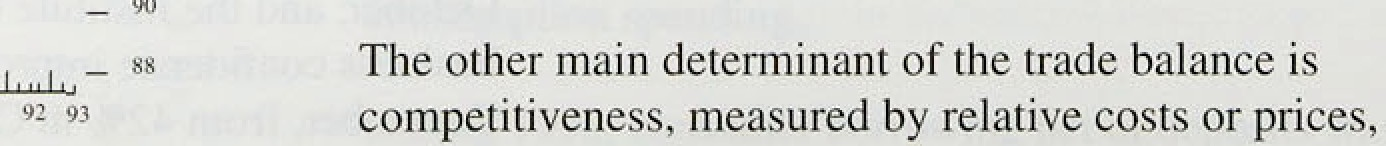 90
88
92 93
The other main determinant of the trade balance is
competitiveness, measured by relative costs or prices,